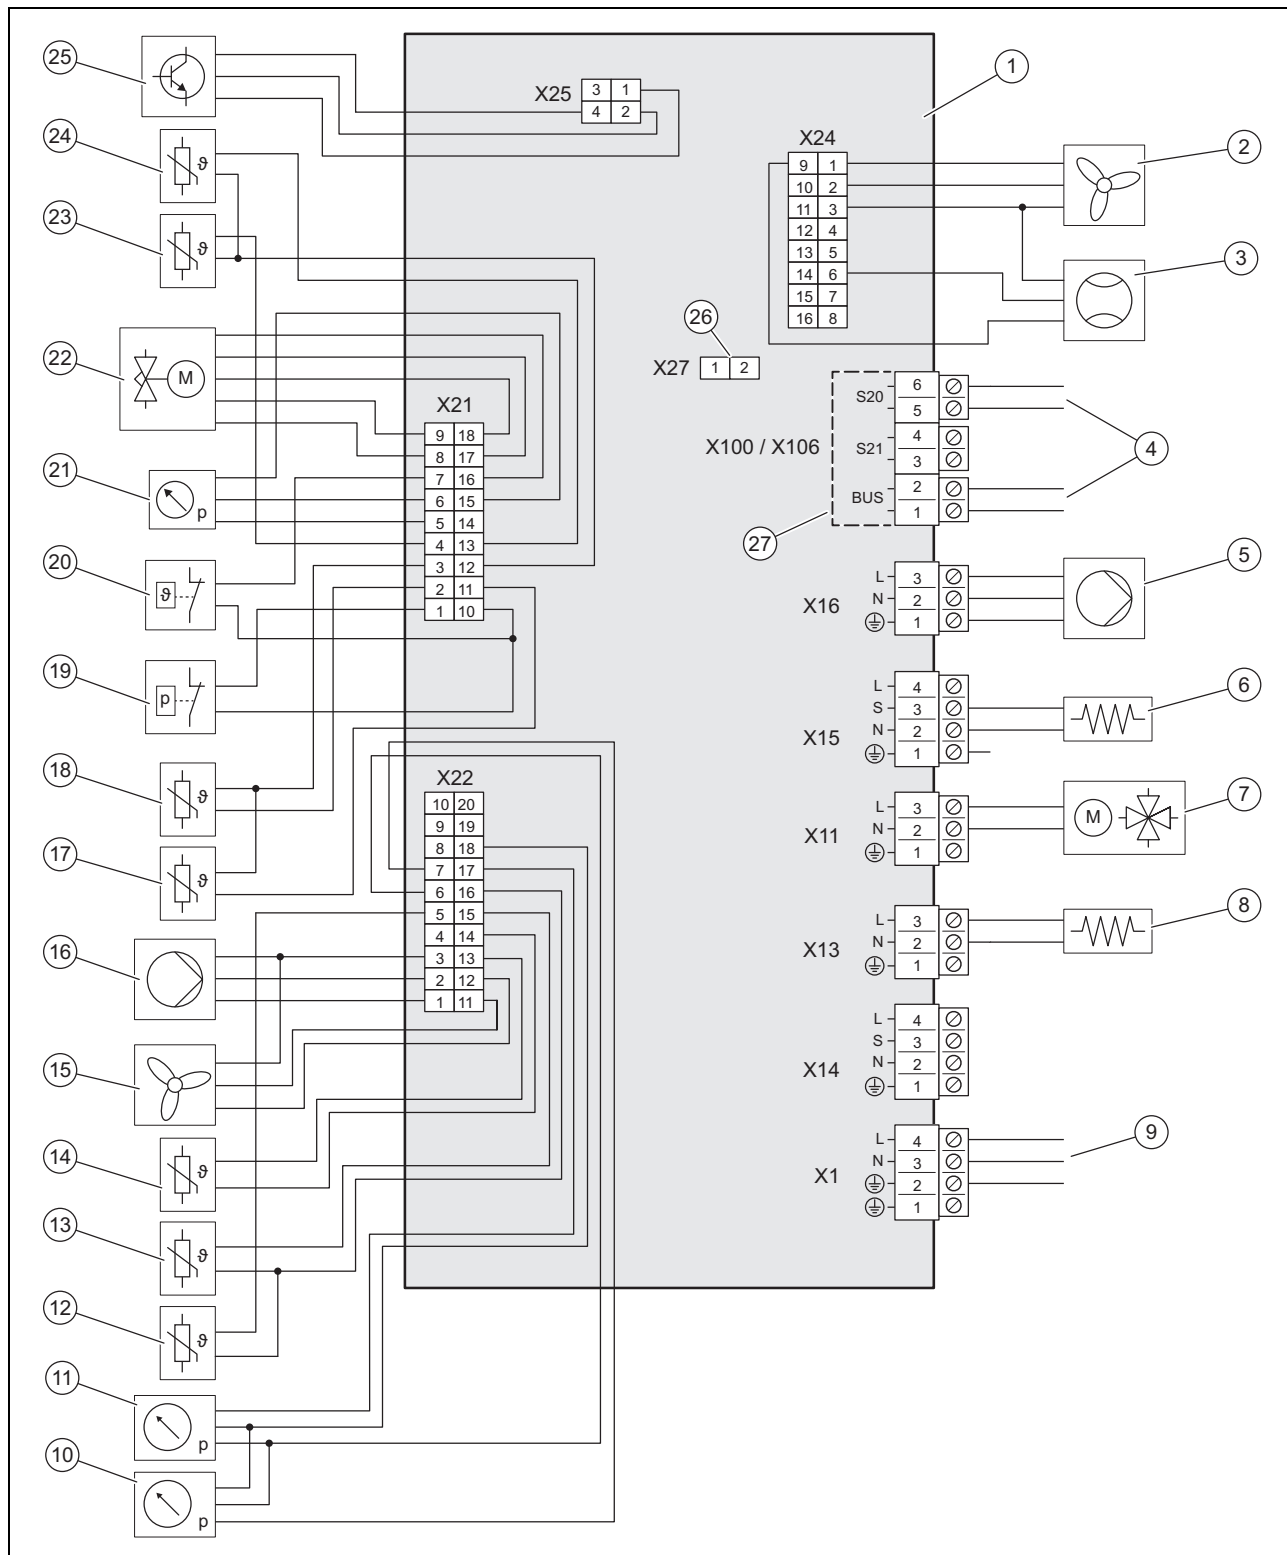 25
1
X25
3 1
4 2
24
X24
2
9 1
10 2
11 3
12 4
13 5
14 6
15 7
16 8
ϑ
23
ϑ
3
26
X27
1 2
22
M
X21
9 18
8 17
7 16
6 15
5 14
4 13
3 12
2 11
1 10
S20
6
5
X100 / X106
S21
4
3
4
BUS
2
1
27
21
p
20
ϑ
5
X16
L 3
N 2
1
19
p
6
X15
L 4
S 3
N 2
1
18
ϑ
X22
10 20
9 19
8 18
7 17
6 16
5 15
4 14
3 13
2 12
1 11
7
X11
L 3
N 2
1
M
17
ϑ
8
X13
L 3
N 2
1
16
X14
L 4
S 3
N 2
1
15
9
X1
L 4
N 3
2
1
14
ϑ
13
ϑ
12
ϑ
11
p
10
p